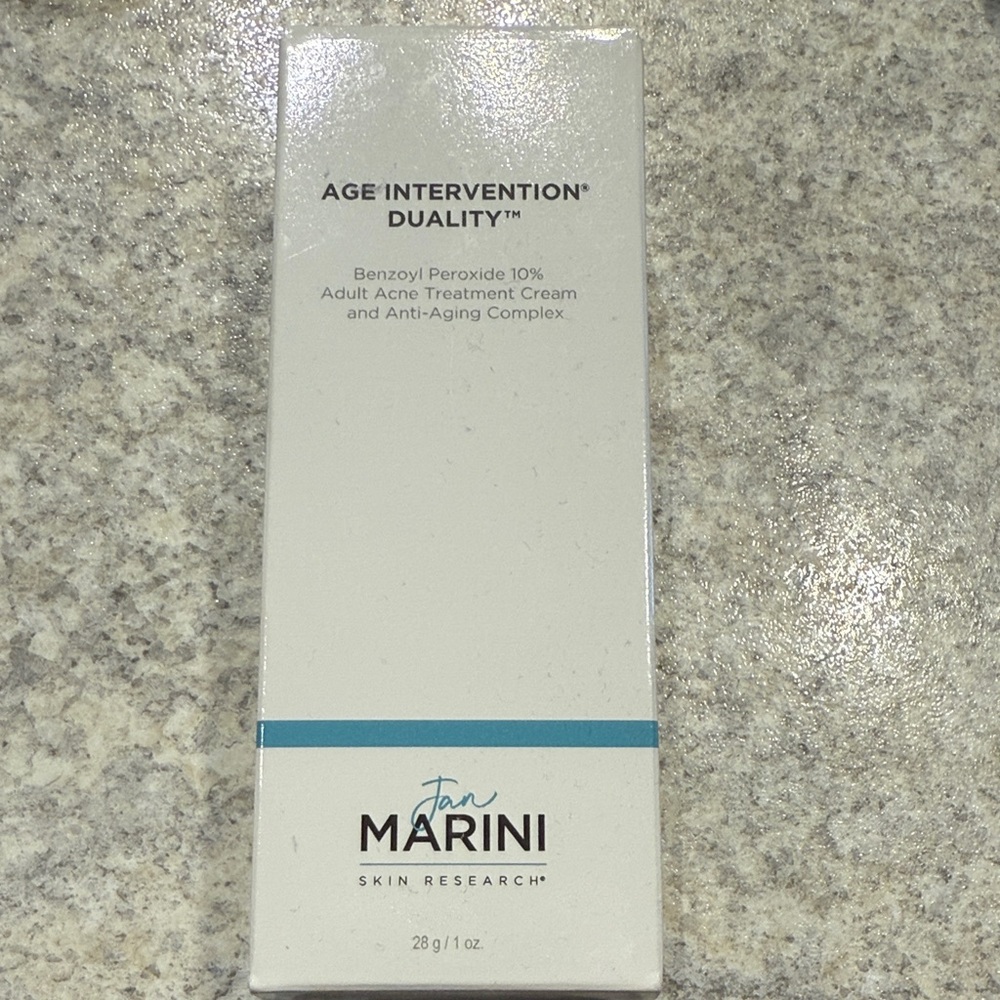 AGE INTERVENTION®
DUALITY™
Benzoyl Peroxide 10%
Adult Acne Treatment Cream
and Anti-Aging Complex
Jan
MARINI
SKIN RESEARCH®
28 g / 1 oz.